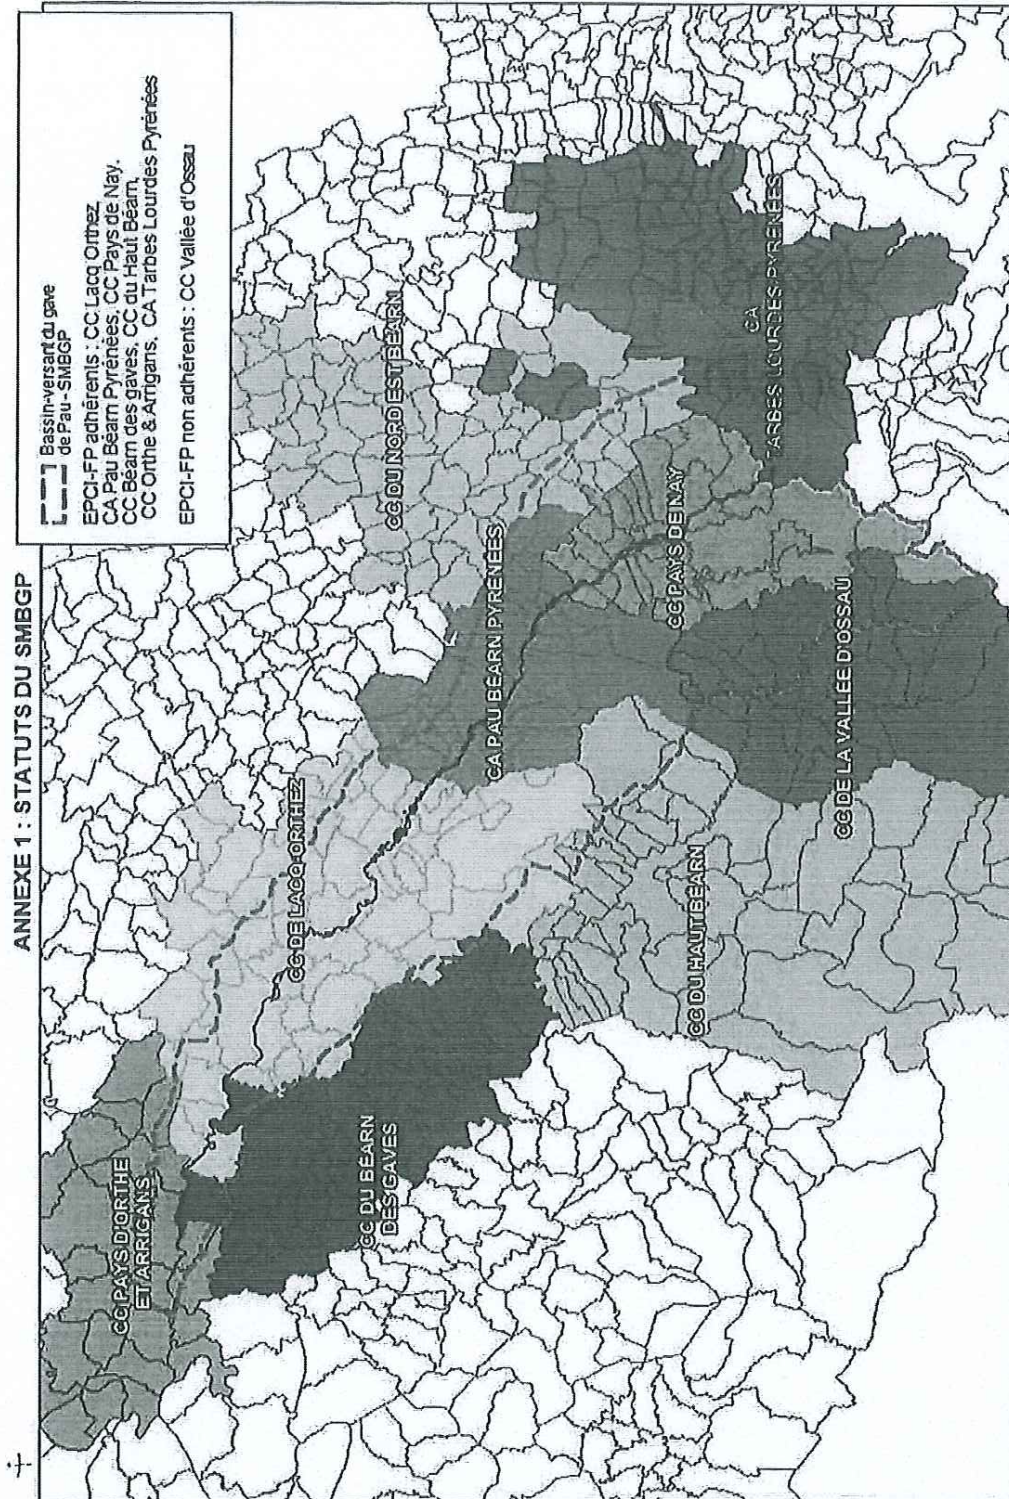 ANNEXE 1 : STATUTS DU SMBGP
Bassin-versant du gave
de Pau - SMBGP
EPCI-FP adhérents : CC Lacq Orthez
CA Pau Béarn Pyrénées, CC Pays de Nay,
CC Béarn des gaves, CC du Haut Béarn,
CC Orthe & Arrigans, CA Tarbes Lourdes Pyrénées
EPCI-FP non adhérents : CC Vallée d'Ossau
CC PAYS D'ORTHE
ET ARRIGANS
CC DE LACQ-ORTHEZ
CC DU NORD EST BÉARN
CC DU BÉARN
DES GAVES
CA PAU BÉARN PYRÉNÉES
CC PAYS DE NAY
CC DU HAUT BÉARN
CA
TARBES LOURDES PYRÉNÉES
CC DE LA VALLÉE D'OSSAU